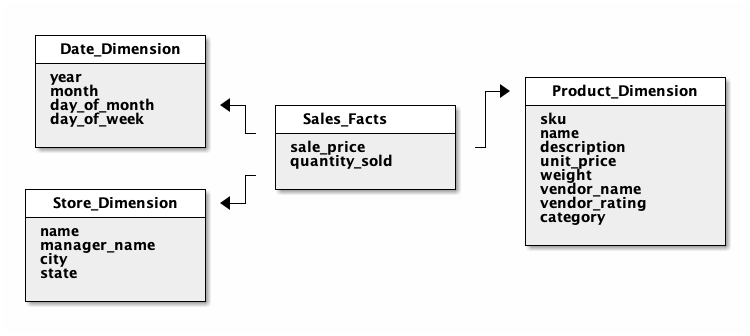 Date_Dimension
year
month
day_of_month
day_of_week
Store_Dimension
name
manager_name
city
state
Sales_Facts
sale_price
quantity_sold
Product_Dimension
sku
name
description
unit_price
weight
vendor_name
vendor_rating
category